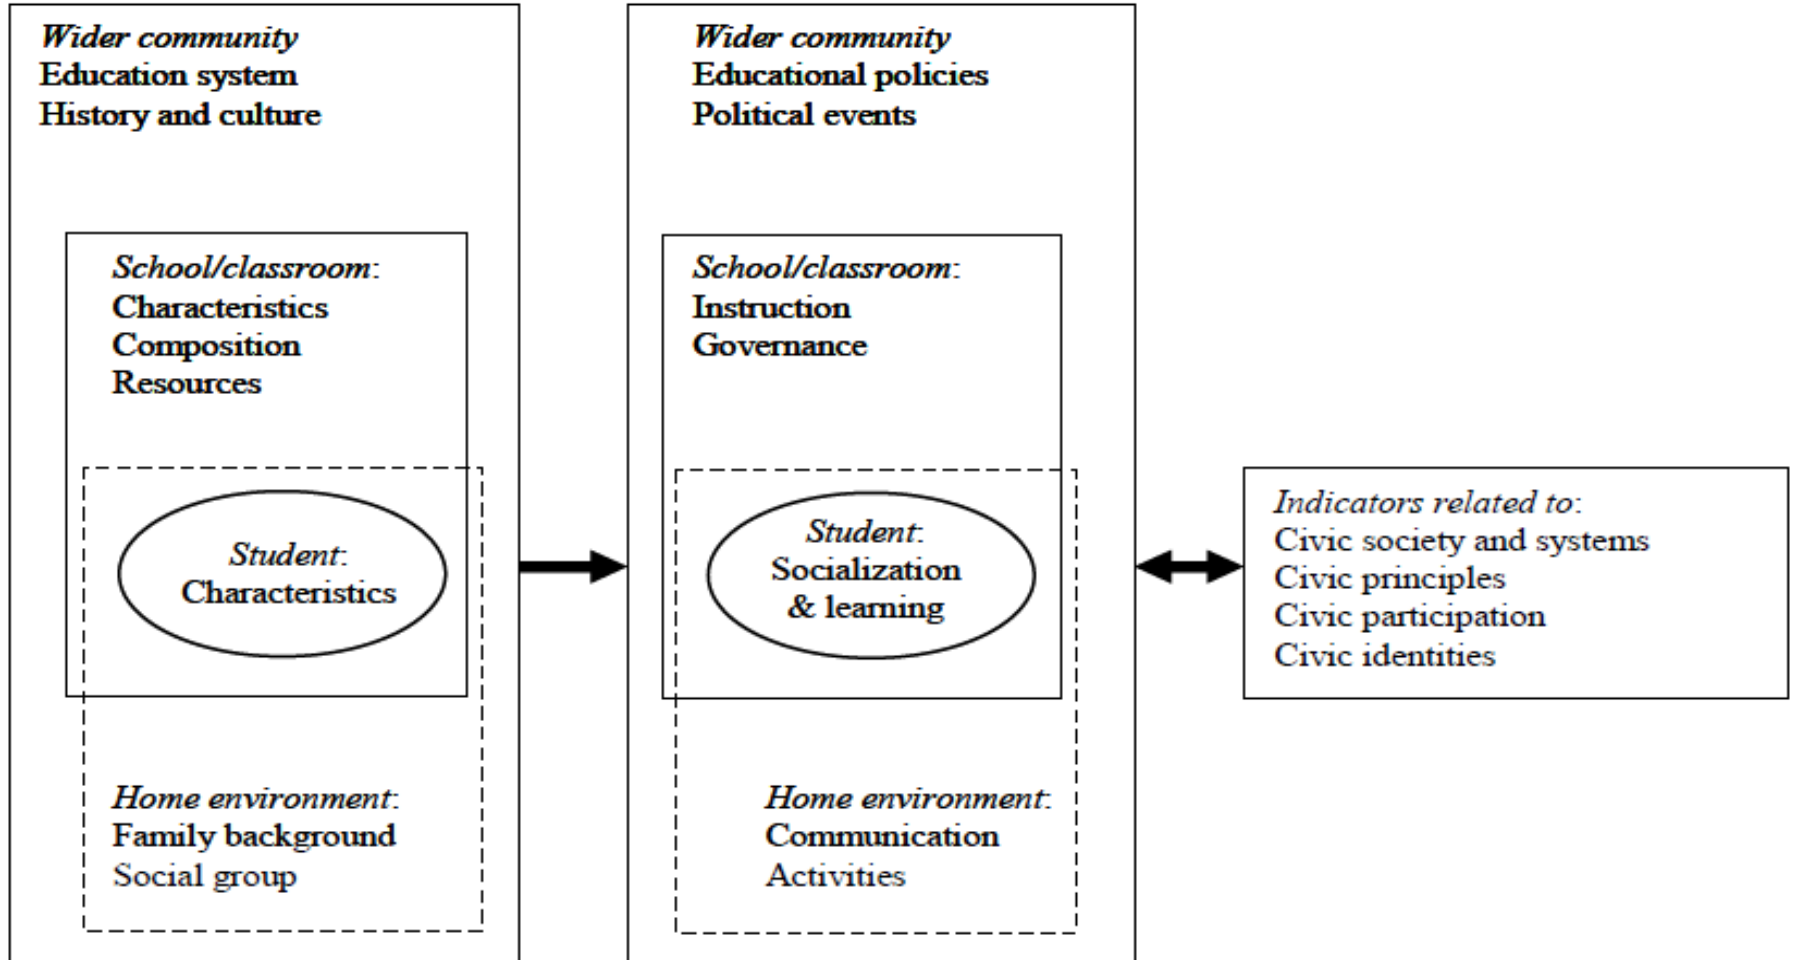 Wider community
Education system
History and culture
School/classroom:
Characteristics
Composition
Resources
Student:
Characteristics
Home environment:
Family background
Social group
Wider community
Educational policies
Political events
School/classroom:
Instruction
Governance
Student:
Socialization
& learning
Home environment:
Communication
Activities
Indicators related to:
Civic society and systems
Civic principles
Civic participation
Civic identities